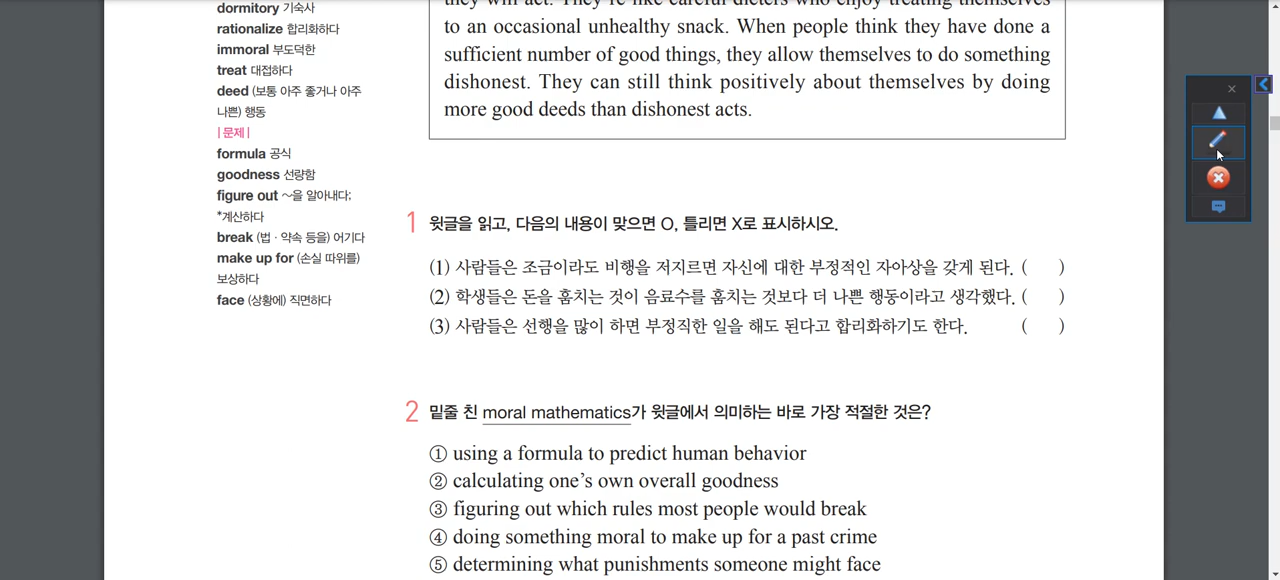 dormitory 기숙사
rationalize 합리화하다
immoral 부도덕한
treat 대접하다
deed (보통 아주 좋거나 아주
나쁜) 행동
| 문제 |
formula 공식
goodness 선량함
figure out ~을 알아내다;
*계산하다
break (법 · 약속 등을) 어기다
make up for (손실 따위를)
보상하다
face (상황에) 직면하다
they will act. They're like careful dieters who enjoy treating themselves
to an occasional unhealthy snack. When people think they have done a
sufficient number of good things, they allow themselves to do something
dishonest. They can still think positively about themselves by doing
more good deeds than dishonest acts.
1 윗글을 읽고, 다음의 내용이 맞으면 O, 틀리면 X로 표시하시오.
(1) 사람들은 조금이라도 비행을 저지르면 자신에 대한 부정적인 자아상을 갖게 된다. ( )
(2) 학생들은 돈을 훔치는 것이 음료수를 훔치는 것보다 더 나쁜 행동이라고 생각했다. ( )
(3) 사람들은 선행을 많이 하면 부정직한 일을 해도 된다고 합리화하기도 한다. ( )
2 밑줄 친 moral mathematics가 윗글에서 의미하는 바로 가장 적절한 것은?
① using a formula to predict human behavior
② calculating one's own overall goodness
③ figuring out which rules most people would break
④ doing something moral to make up for a past crime
⑤ determining what punishments someone might face